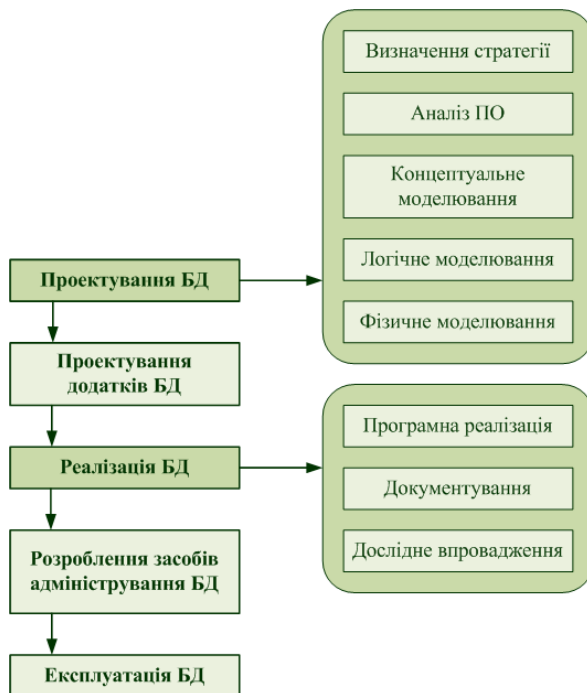 Визначення стратегії
Аналіз ПО
Концептуальне
моделювання
Логічне моделювання
Фізичне моделювання
Проектування БД
Проектування
додатків БД
Реалізація БД
Розроблення засобів
адміністрування БД
Експлуатація БД
Програмна реалізація
Документування
Дослідне впровадження